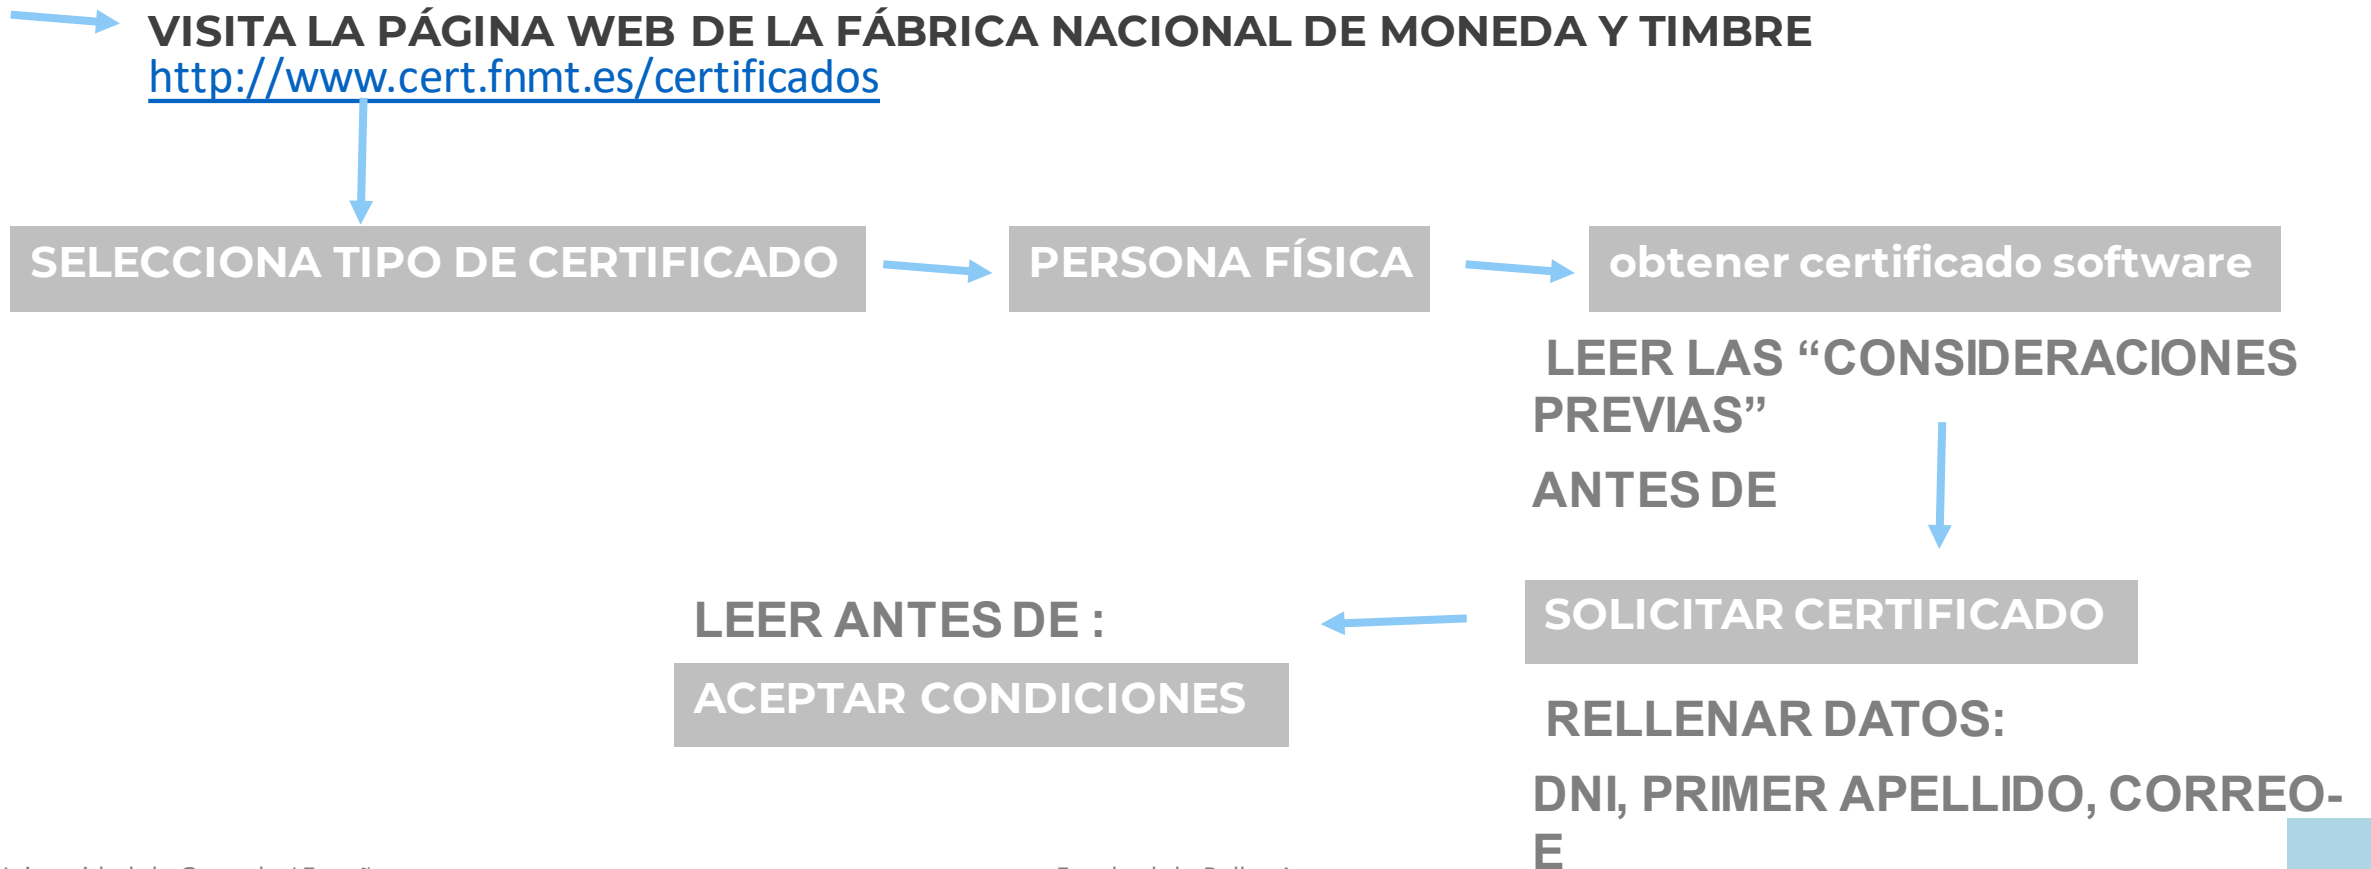 VISITA LA PÁGINA WEB DE LA FÁBRICA NACIONAL DE MONEDA Y TIMBRE
http://www.cert.fnmt.es/certificados
SELECCIONA TIPO DE CERTIFICADO
PERSONA FÍSICA
obtener certificado software
LEER LAS “CONSIDERACIONES
PREVIAS”
ANTES DE
SOLICITAR CERTIFICADO
LEER ANTES DE :
ACEPTAR CONDICIONES
RELLENAR DATOS:
DNI, PRIMER APELLIDO, CORREO-
E